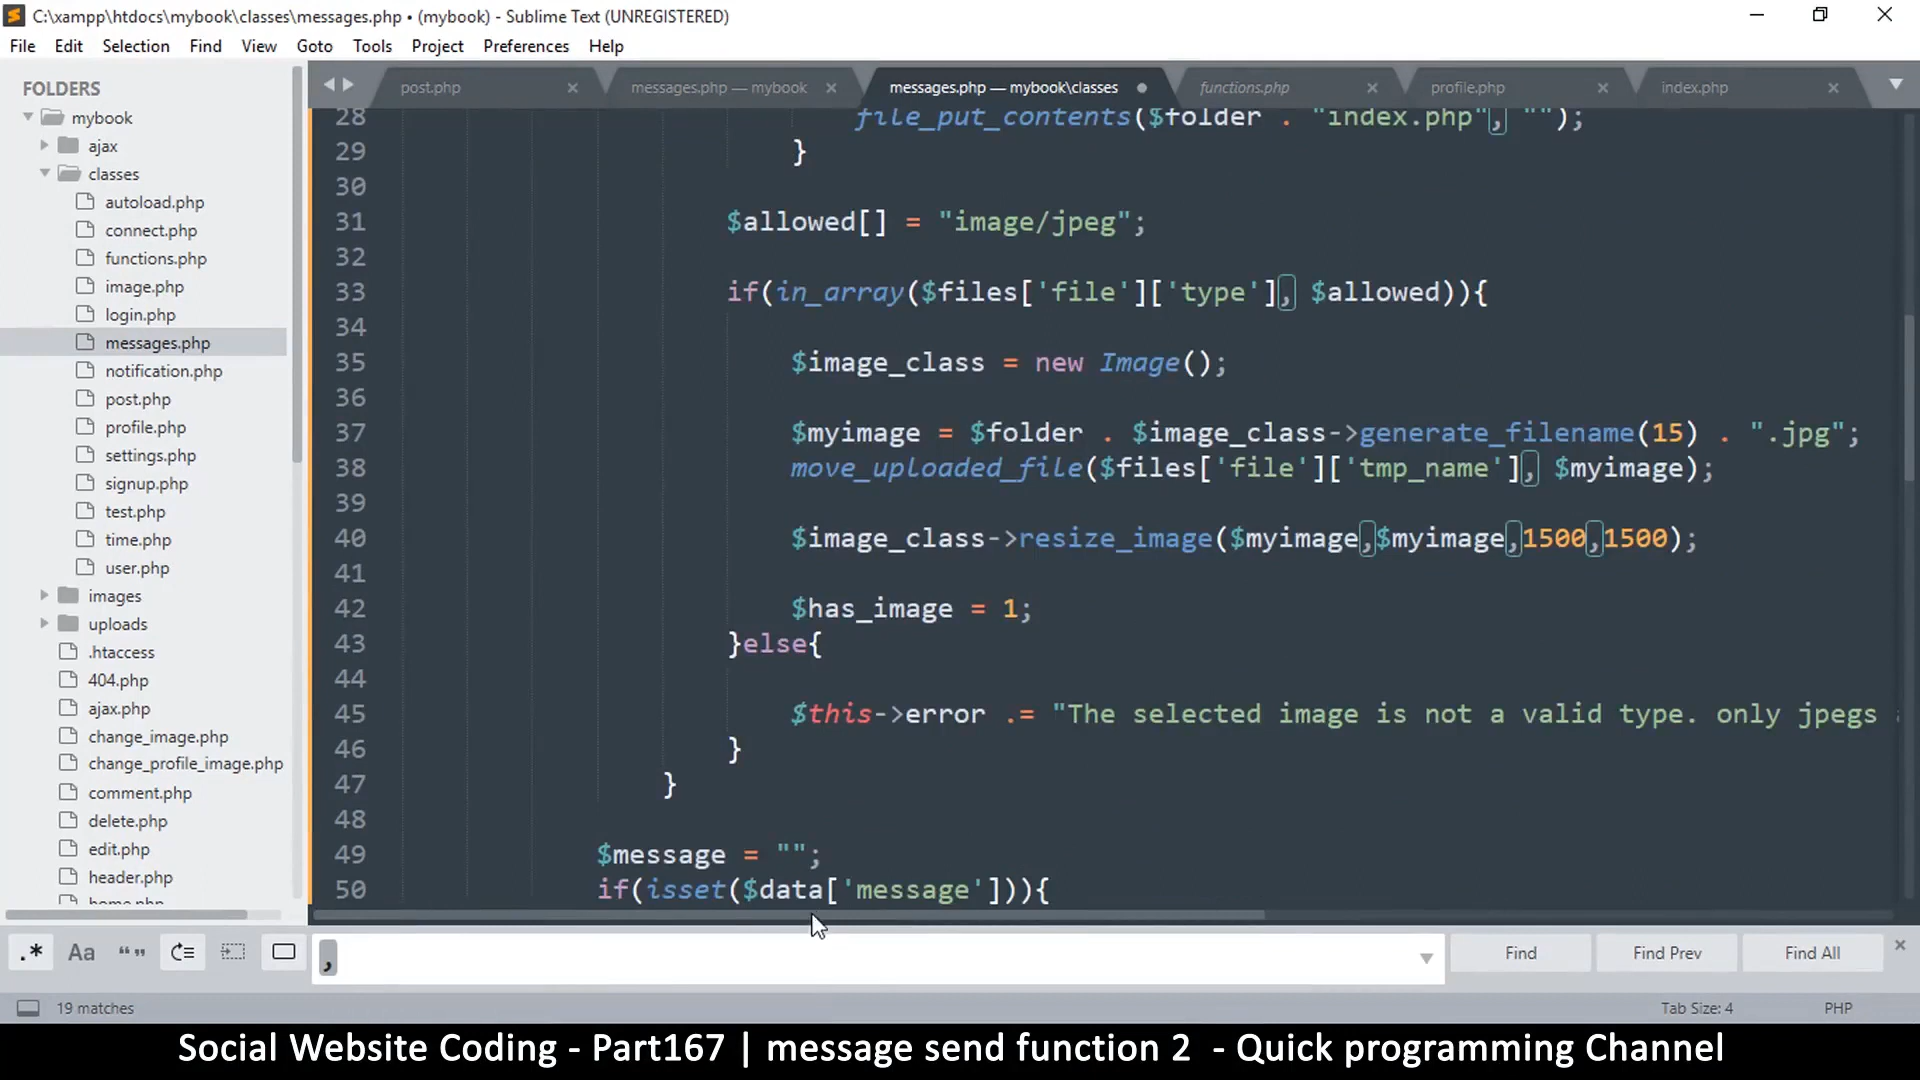 C:\xampp\htdocs\mybook\classes\messages.php • (mybook) - Sublime Text (UNREGISTERED)
File Edit Selection Find View Goto Tools Project Preferences Help
FOLDERS
mybook
ajax
classes
autoload.php
connect.php
functions.php
image.php
login.php
messages.php
notification.php
post.php
profile.php
settings.php
signup.php
test.php
time.php
user.php
images
uploads
.htaccess
404.php
ajax.php
change_image.php
change_profile_image.php
comment.php
delete.php
edit.php
header.php
home.php
post.php messages.php — mybook messages.php — mybook\classes functions.php profile.php index.php
28 file_put_contents($folder . "index.php", "");
29 }
30
31 $allowed[] = "image/jpeg";
32
33 if(in_array($files['file']['type'], $allowed)){
34
35 $image_class = new Image();
36
37 $myimage = $folder . $image_class->generate_filename(15) . ".jpg";
38 move_uploaded_file($files['file']['tmp_name'], $myimage);
39
40 $image_class->resize_image($myimage,$myimage,1500,1500);
41
42 $has_image = 1;
43 }else{
44
45 $this->error .= "The selected image is not a valid type. only jpegs
46 }
47 }
48
49 $message = "";
50 if(isset($data['message'])){
.* Aa “” , Find Find Prev Find All
19 matches Tab Size: 4 PHP
Social Website Coding - Part167 | message send function 2 - Quick programming Channel